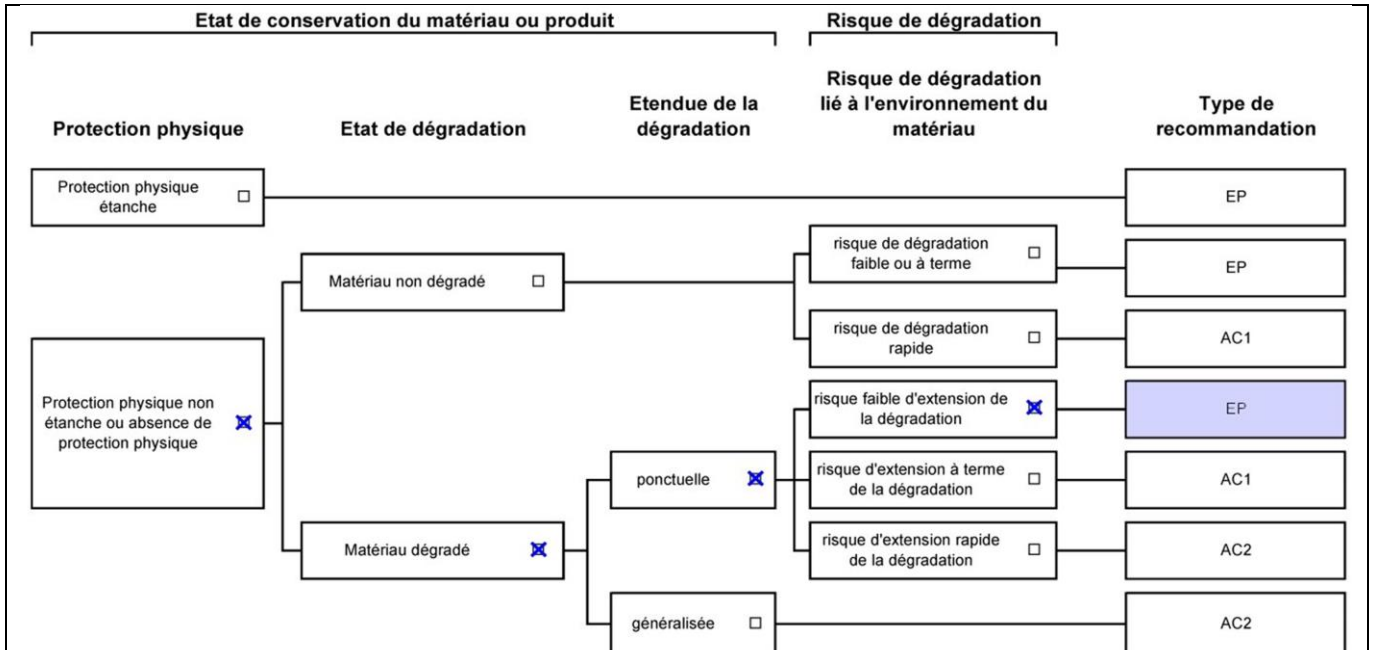 Etat de conservation du matériau ou produit
Risque de dégradation
Protection physique
Etat de dégradation
Etendue de la
dégradation
Risque de dégradation
lié à l'environnement du
matériau
Type de
recommandation
Protection physique
étanche
EP
Matériau non dégradé
risque de dégradation
faible ou à terme
EP
risque de dégradation
rapide
AC1
Protection physique non
étanche ou absence de
protection physique
Matériau dégradé
ponctuelle
risque faible d'extension de
la dégradation
EP
risque d'extension à terme
de la dégradation
AC1
risque d'extension rapide
de la dégradation
AC2
généralisée
AC2